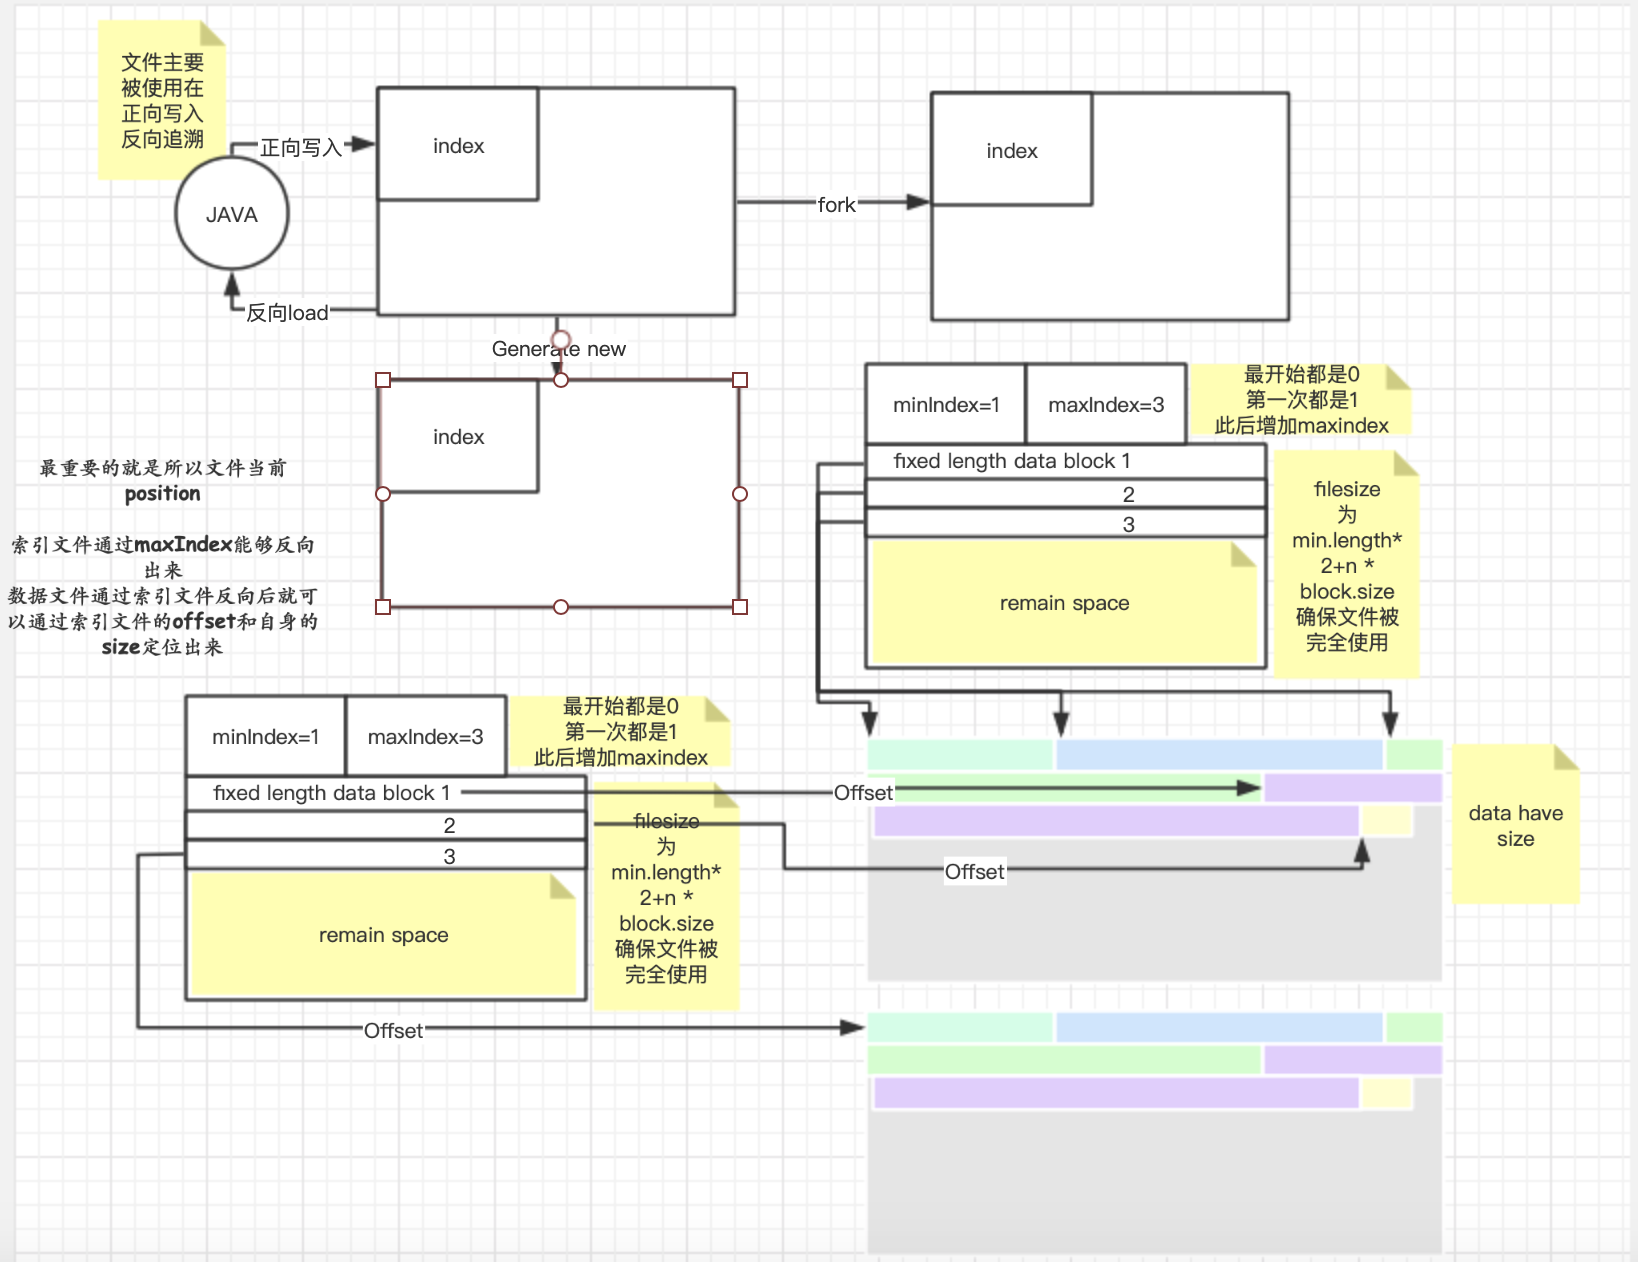 文件主要
被使用在
正向写入
反向追溯
正向写入
JAVA
反向load
index
fork
index
Generate new
index
最重要的就是所以文件当前
position
索引文件通过maxIndex能够反向
出来
数据文件通过索引文件反向后就可
以通过索引文件的offset和自身的
size定位出来
minIndex=1
maxIndex=3
最开始都是0
第一次都是1
此后增加maxindex
fixed length data block 1
2
3
remain space
filesize
为
min.length*
2+n *
block.size
确保文件被
完全使用
minIndex=1
maxIndex=3
最开始都是0
第一次都是1
此后增加maxindex
fixed length data block 1
2
3
remain space
filesize
为
min.length*
2+n *
block.size
确保文件被
完全使用
Offset
Offset
Offset
data have
size